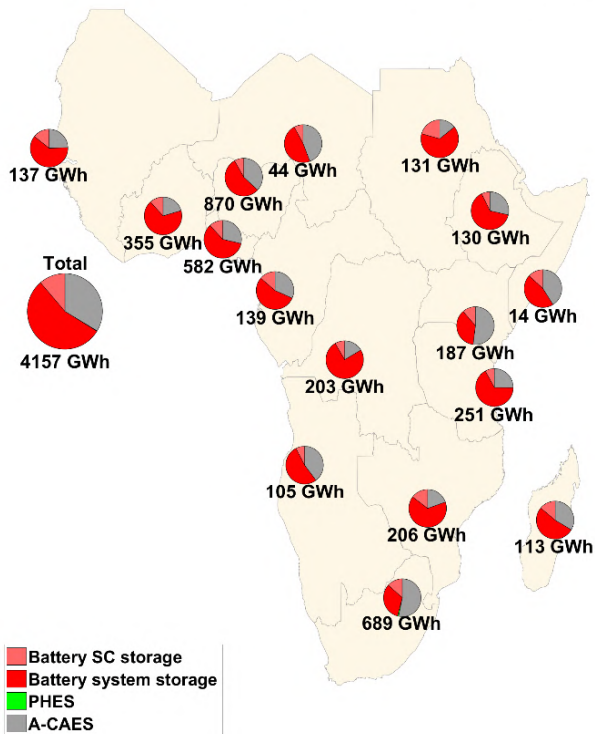 137 GWh
44 GWh
131 GWh
870 GWh
130 GWh
355 GWh
582 GWh
Total
4157 GWh
139 GWh
14 GWh
187 GWh
203 GWh
251 GWh
105 GWh
206 GWh
113 GWh
689 GWh
Battery SC storage
Battery system storage
PHES
A-CAES